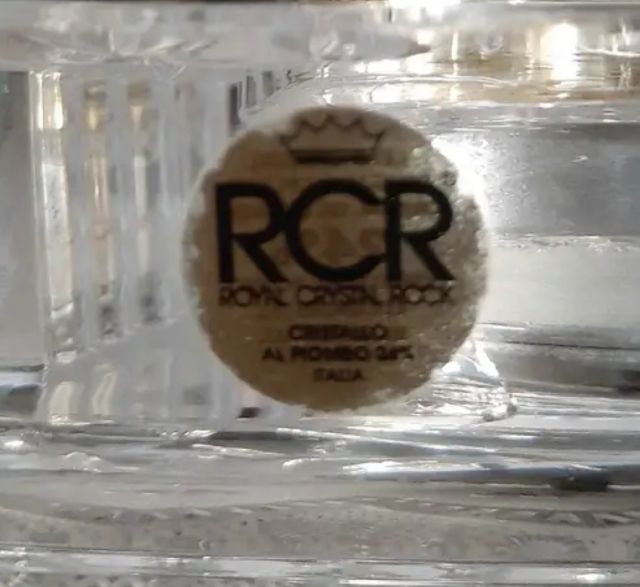 RCR
ROYAL CRYSTAL ROCK
CRISTALLO
AL PIOMBO 24%
ITALIA